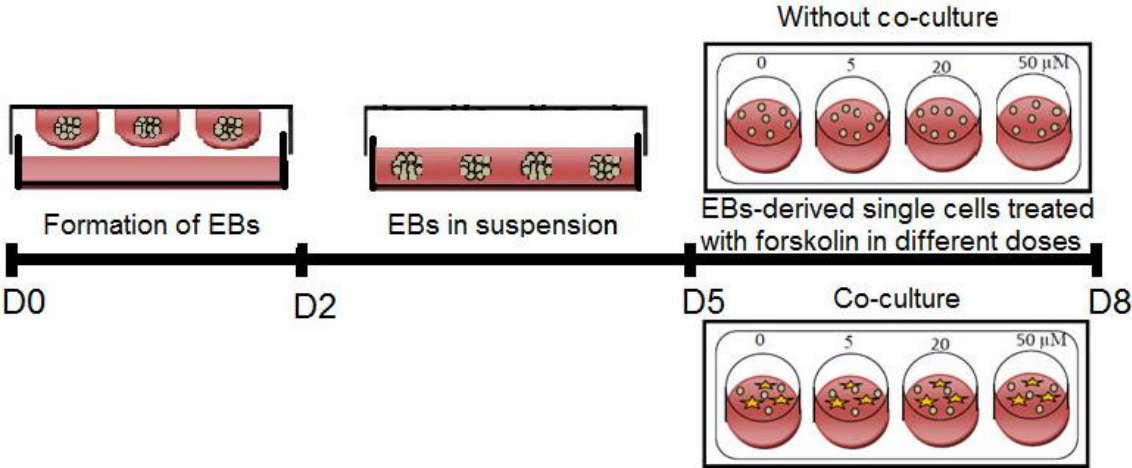 Without co-culture
0 5 20 50 µM
Formation of EBs
EBs in suspension
EBs-derived single cells treated
with forskolin in different doses
D0 D2 D5 D8
Co-culture
0 5 20 50 µM